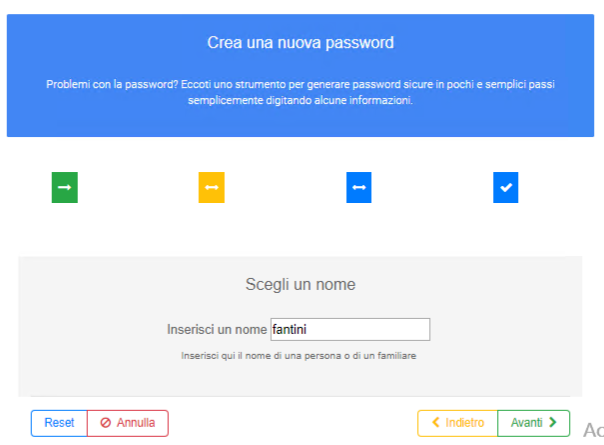 Crea una nuova password
Problemi con la password? Eccoti uno strumento per generare password sicure in pochi e semplici passi
semplicemente digitando alcune informazioni.
Scegli un nome
Inserisci un nome fantini
Inserisci qui il nome di una persona o di un familiare
Reset Annulla Indietro Avanti